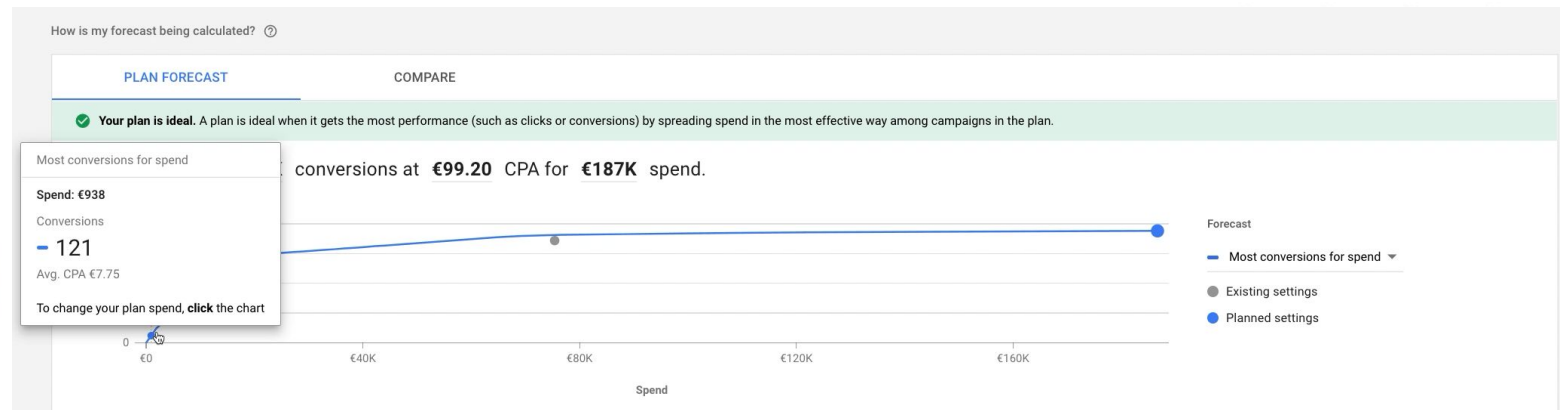 How is my forecast being calculated?
PLAN FORECAST
COMPARE
Your plan is ideal. A plan is ideal when it gets the most performance (such as clicks or conversions) by spreading spend in the most effective way among campaigns in the plan.
Most conversions for spend
Spend: €938
Conversions
121
Avg. CPA €7.75
To change your plan spend, click the chart
conversions at €99.20 CPA for €187K spend.
Forecast
Most conversions for spend
Existing settings
Planned settings
0
€0 €40K €80K €120K €160K
Spend